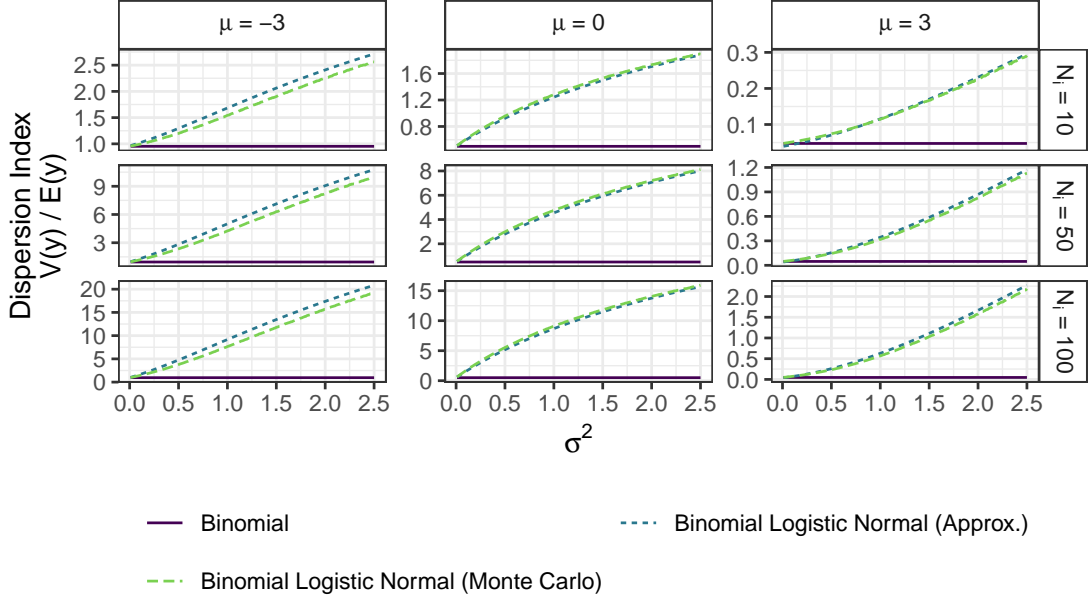 μ = −3
μ = 0
μ = 3
Dispersion Index
V(y) / E(y)
2.5
2.0
1.5
1.0
1.6
1.2
0.8
0.3
0.2
0.1
N_i = 10
9
6
3
8
6
4
2
1.2
0.9
0.6
0.3
0.0
N_i = 50
20
15
10
5
0
15
10
5
0
2.0
1.5
1.0
0.5
0.0
N_i = 100
0.0 0.5 1.0 1.5 2.0 2.5
0.0 0.5 1.0 1.5 2.0 2.5
0.0 0.5 1.0 1.5 2.0 2.5
σ²
Binomial
Binomial Logistic Normal (Approx.)
Binomial Logistic Normal (Monte Carlo)